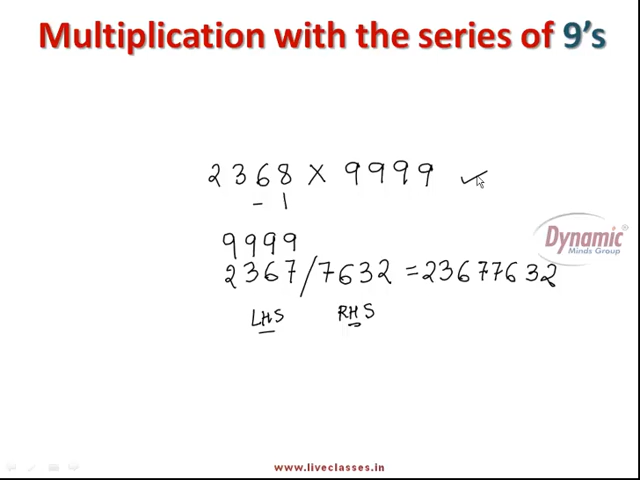 Multiplication with the series of 9's
2368 × 9999
- 1
9999
2367/7632 = 23677632
LHS RHS
Dynamic
Minds Group
www.liveclasses.in